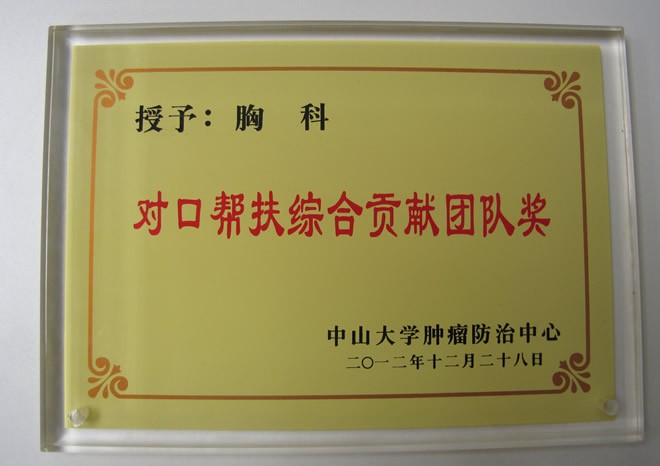 授予：胸 科
对口帮扶综合贡献团队奖
中山大学肿瘤防治中心
二〇一二年十二月二十八日